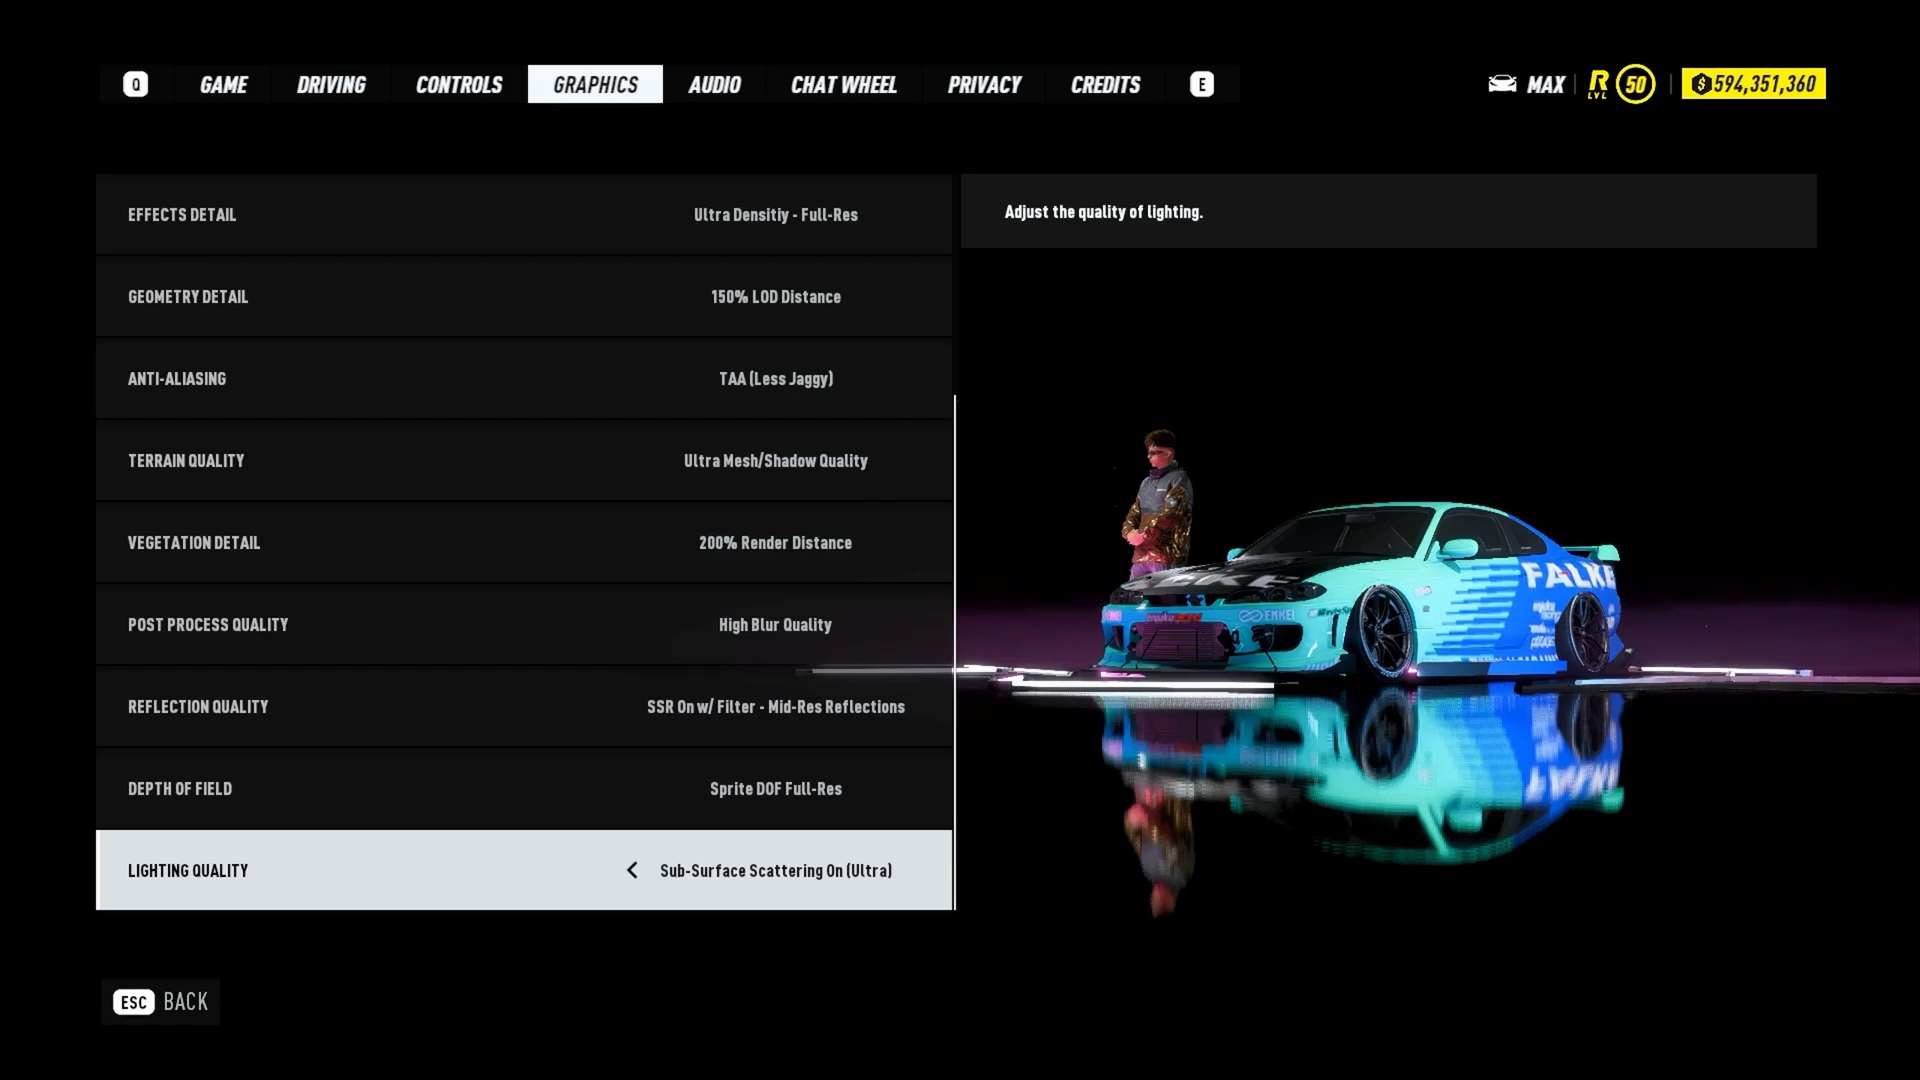 Q GAME DRIVING CONTROLS GRAPHICS AUDIO CHAT WHEEL PRIVACY CREDITS E
MAX R LVL 50 $594,351,360
EFFECTS DETAIL Ultra Densitiy - Full-Res
Adjust the quality of lighting.
GEOMETRY DETAIL 150% LOD Distance
ANTI-ALIASING TAA (Less Jaggy)
TERRAIN QUALITY Ultra Mesh/Shadow Quality
VEGETATION DETAIL 200% Render Distance
POST PROCESS QUALITY High Blur Quality
REFLECTION QUALITY SSR On w/ Filter - Mid-Res Reflections
DEPTH OF FIELD Sprite DOF Full-Res
LIGHTING QUALITY Sub-Surface Scattering On (Ultra)
FALKE
ENKEI
ESC BACK